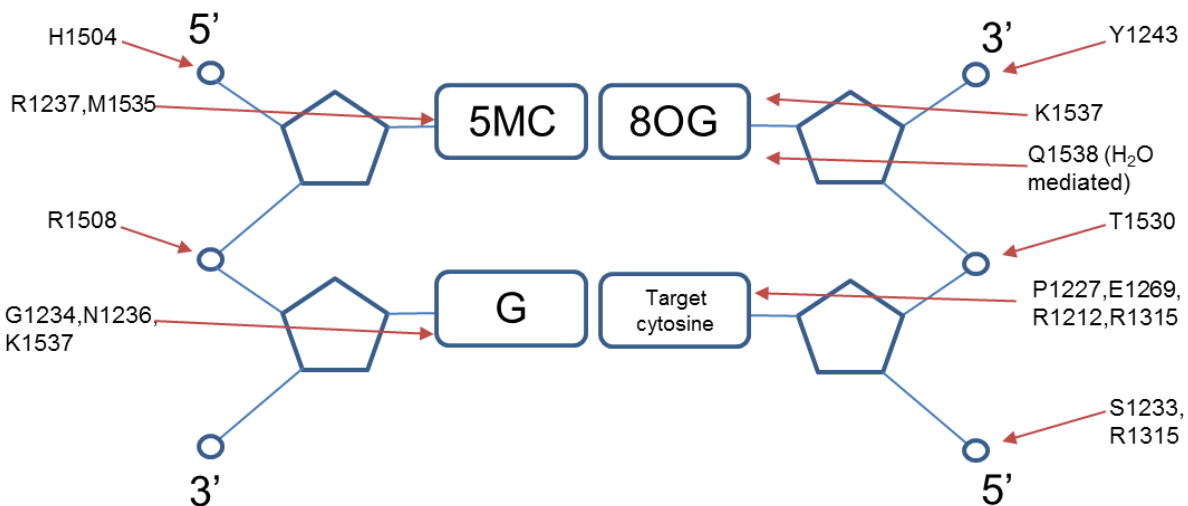 H1504
5’
3’
Y1243
R1237,M1535
5MC
8OG
K1537
Q1538 (H₂O
mediated)
R1508
T1530
G1234,N1236,
K1537
G
Target
cytosine
P1227,E1269,
R1212,R1315
S1233,
R1315
3’
5’